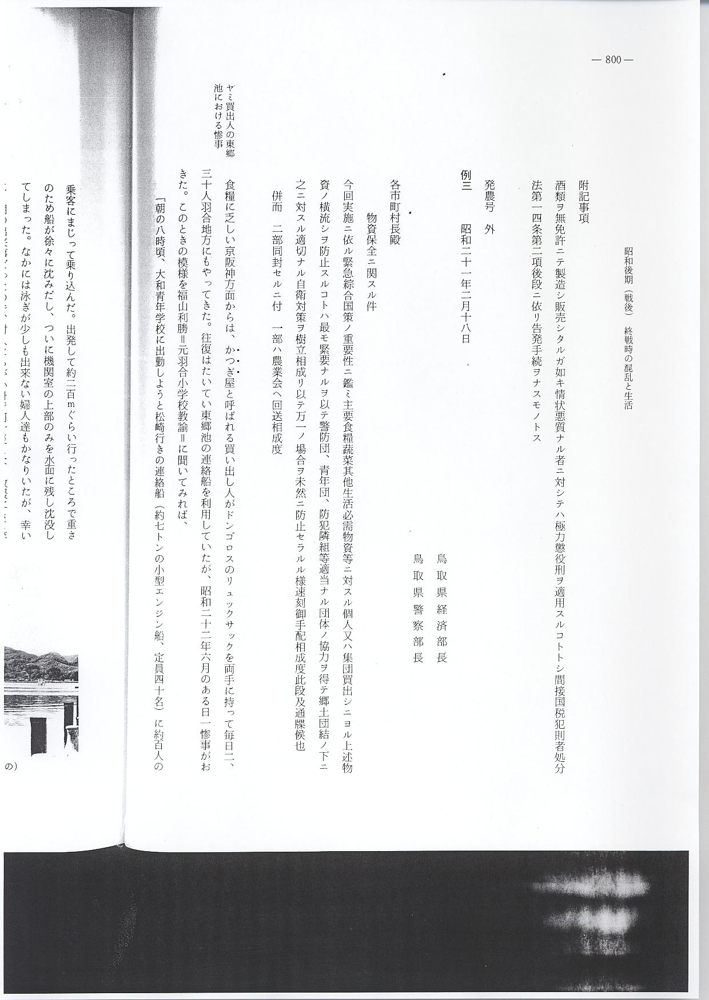 ― 800 ―
昭和後期（戦後）　終戦時の混乱と生活
附記事項
酒類ヲ無免許ニテ製造シ販売シタルガ如キ情状悪質ナル者ニ対シテハ極力懲役刑ヲ適用スルコトトシ間接国税犯則者処分
法第一四条第二項後段ニ依リ告発手続ヲナスモノトス
発農号　外
例三　　昭和二十一年二月十八日
鳥取県経済部長
鳥取県警察部長
各市町村長殿
物資保全ニ関スル件
今回実施ニ依ル緊急綜合国策ノ重要性ニ鑑ミ主要食糧蔬菜其他生活必需物資等ニ対スル個人又ハ集団買出シニヨル上述物
資ノ横流シヲ防止スルコトハ最モ緊要ナルヲ以テ警防団、青年団、防犯隣組等適当ナル団体ノ協力ヲ得テ郷土団結ノ下ニ
之ニ対スル適切ナル自衛対策ヲ樹立相成リ以テ万一ノ場合ヲ未然ニ防止セラルル様速刻御手配相成度此段及通牒候也
併而　二部同封セルニ付　一部ハ農業会ヘ回送相成度
ヤミ買出人の東郷
池における惨事
食糧に乏しい京阪神方面からは、かつぎ屋と呼ばれる買い出し人がドンゴロスのリュックサックを両手に持って毎日二、
三十人羽合地方にもやってきた。往復はたいてい東郷池の連絡船を利用していたが、昭和二十二年六月のある日一惨事がお
きた。このときの模様を福山利勝＝元羽合小学校教諭＝に聞いてみれば、
「朝の八時頃、大和青年学校に出勤しようと松崎行きの連絡船（約七トンの小型エンジン船、定員四十名）に約百人の
乗客にまじって乗り込んだ。出発して約二百mぐらい行ったところで重さ
のため船が徐々に沈みだし、ついに機関室の上部のみを水面に残し沈没し
てしまった。なかには泳ぎが少しも出来ない婦人達もかなりいたが、幸い
の）